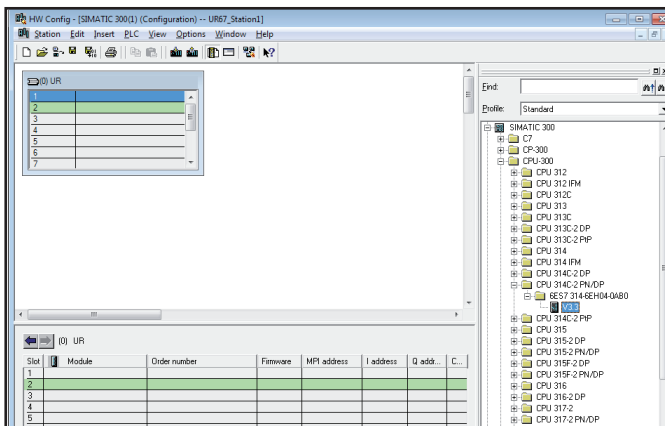 HW Config - [SIMATIC 300(1) (Configuration) -- UR67_Station1]
Station Edit Insert PLC View Options Window Help
(0) UR
1
2
3
4
5
6
7
Find:
Profile: Standard
SIMATIC 300
C7
CP-300
CPU-300
CPU 312
CPU 312 IFM
CPU 312C
CPU 313
CPU 313C
CPU 313C-2 DP
CPU 313C-2 PtP
CPU 314
CPU 314 IFM
CPU 314C-2 DP
CPU 314C-2 PN/DP
6ES7 314-6EH04-0AB0
V3.3
CPU 314C-2 PtP
CPU 315
CPU 315-2 DP
CPU 315-2 PN/DP
CPU 315F-2 DP
CPU 315F-2 PN/DP
CPU 316
CPU 316-2 DP
CPU 317-2
CPU 317-2 PN/DP
(0) UR
Slot Module Order number Firmware MPI address I address Q addr... C...
1
2
3
4
5